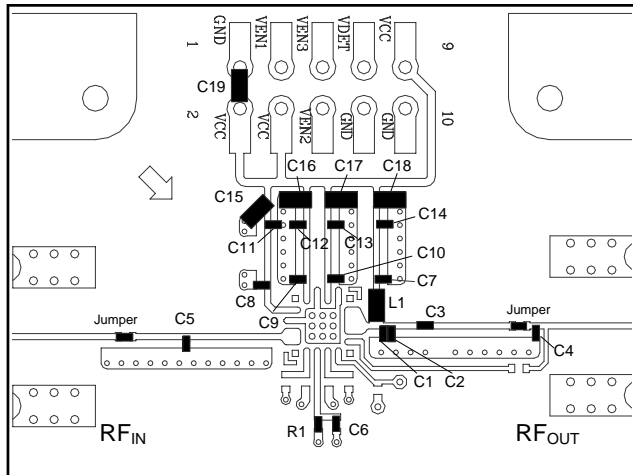 GND
VEN1
VEN3
VDET
VCC
1
9
C19
2
VCC
VCC
VEN2
GND
GND
10
C16
C17
C18
C15
C14
C11
C12
C13
C10
C8
C7
C9
L1
Jumper
C5
C3
Jumper
C4
C1
C2
RFIN
R1
C6
RFOUT